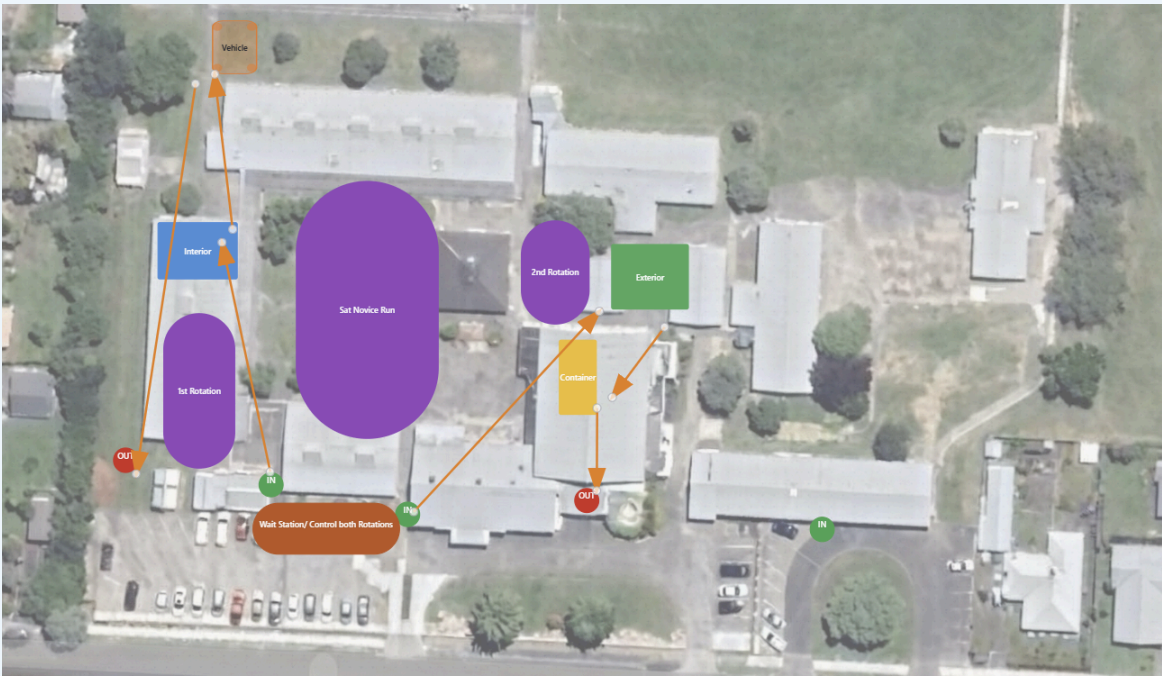 Vehicle
Interior
Sat Novice Run
2nd Rotation
Exterior
1st Rotation
Container
OUT
IN
OUT
IN
Wait Station/ Control both Rotations
IN